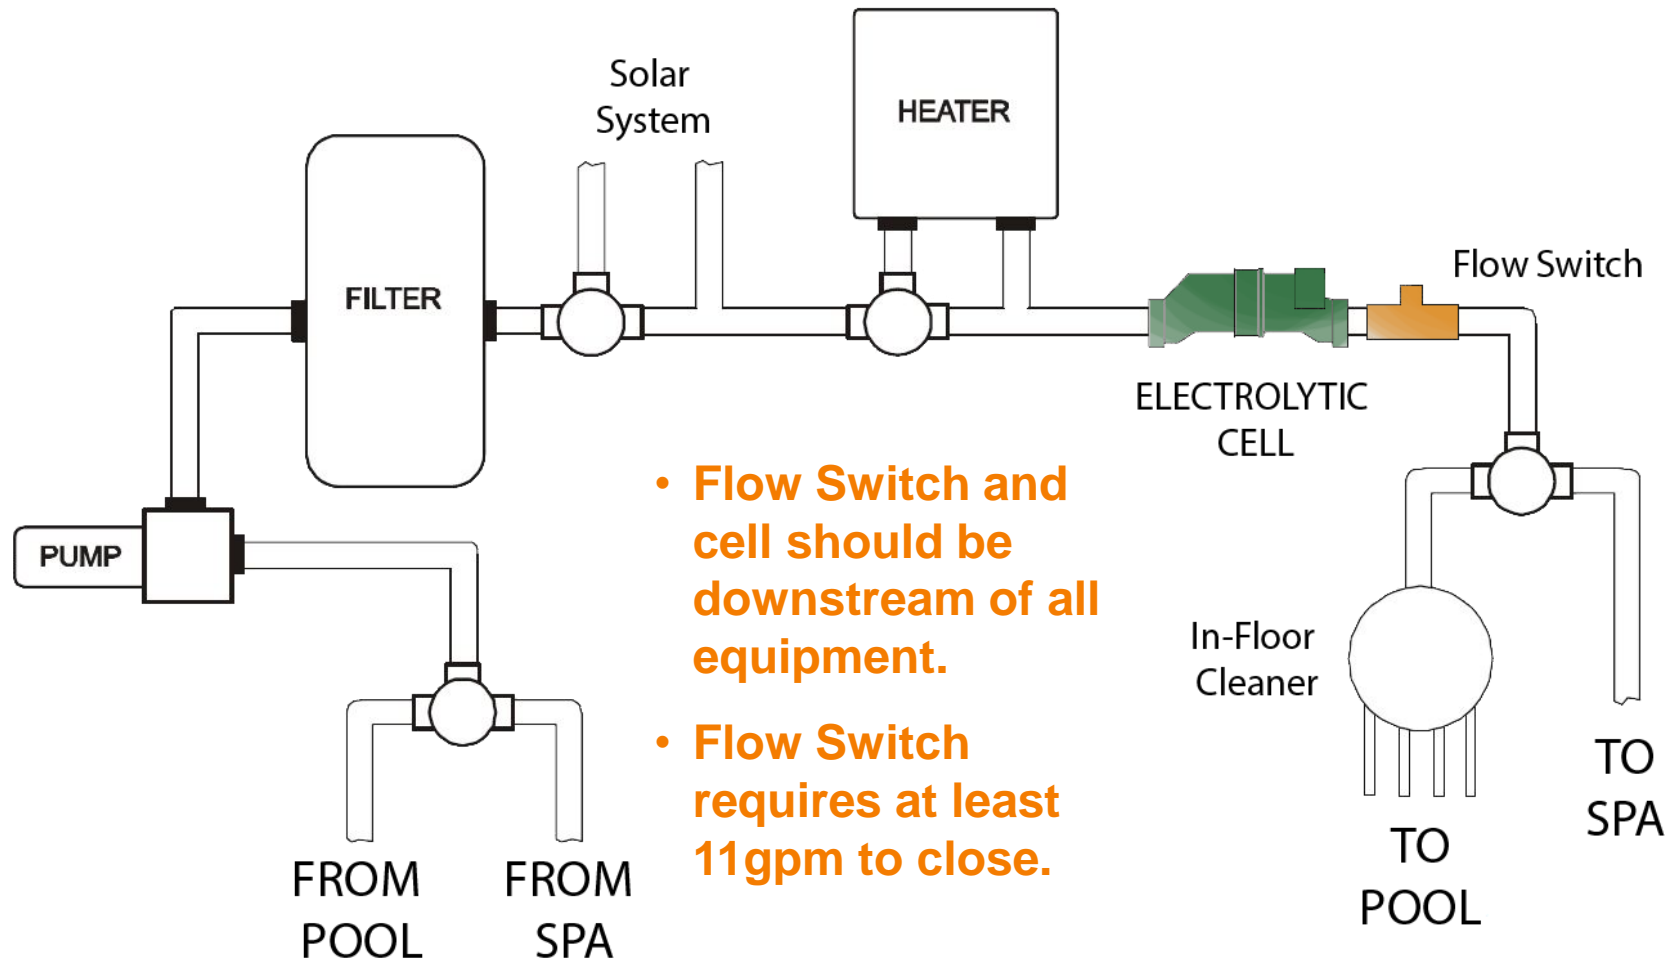 Solar
System
HEATER
Flow Switch
FILTER
ELECTROLYTIC
CELL
• Flow Switch and
cell should be
downstream of all
equipment.
PUMP
In-Floor
Cleaner
• Flow Switch
requires at least
11gpm to close.
TO
SPA
TO
POOL
FROM
POOL
FROM
SPA